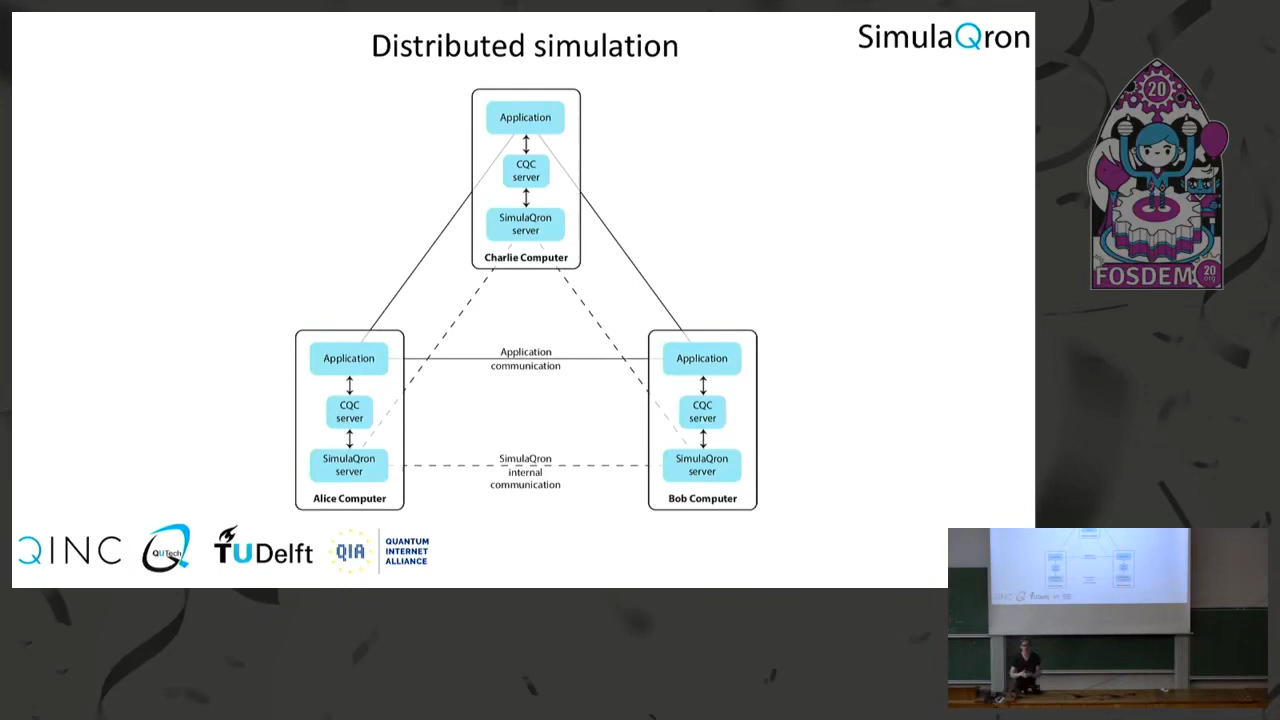 Distributed simulation
SimulaQron
Application
CQC
server
SimulaQron
server
Charlie Computer
Application
CQC
server
SimulaQron
server
Alice Computer
Application
communication
SimulaQron
internal
communication
Application
CQC
server
SimulaQron
server
Bob Computer
QINC
QUTech
TUDelft
QIA
QUANTUM
INTERNET
ALLIANCE
20
FOSDEM
20
.org